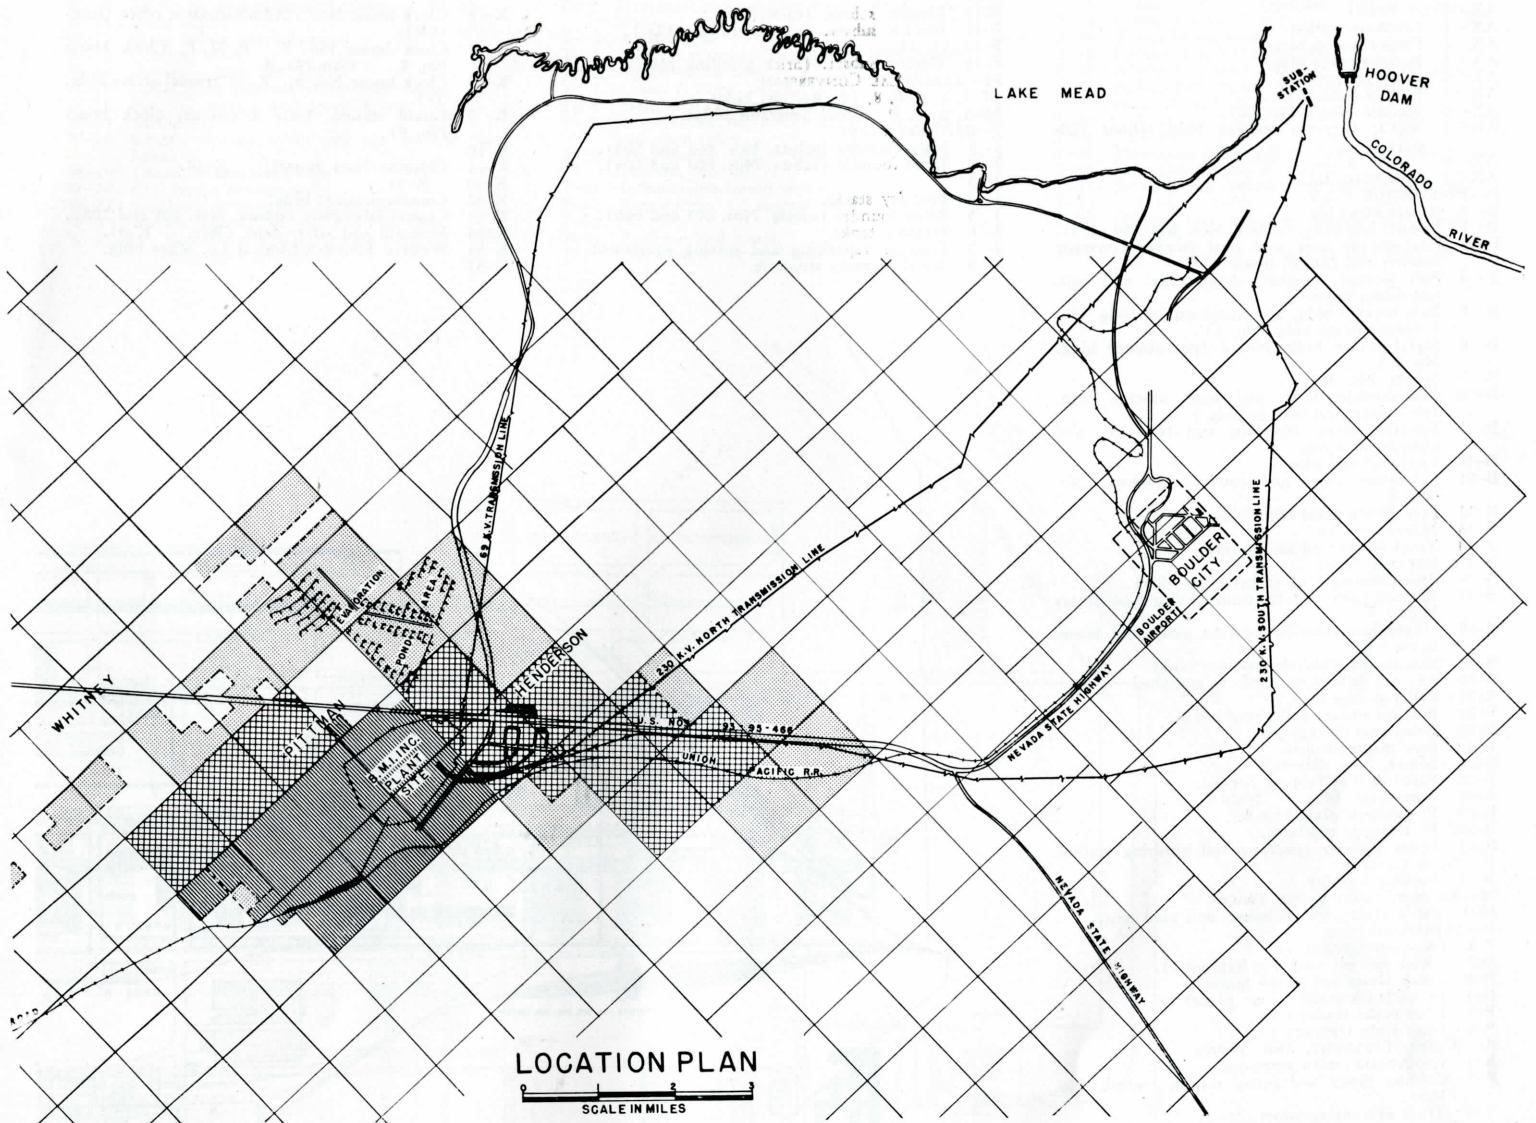 LAKE MEAD
SUB-
STATION
HOOVER
DAM
COLORADO
RIVER
69 K.V. TRANSMISSION LINE
230 K.V. NORTH TRANSMISSION LINE
230 K.V. SOUTH TRANSMISSION LINE
BOULDER
CITY
BOULDER
AIRPORT
EVAPORATION
POND AREA
HENDERSON
WHITNEY
PITTMAN
B.M.I. INC.
PLANT
SITE
U.S. NOS. 93-95-466
UNION PACIFIC R.R.
NEVADA STATE HIGHWAY
NEVADA STATE HIGHWAY
LOCATION PLAN
0 2 3
SCALE IN MILES